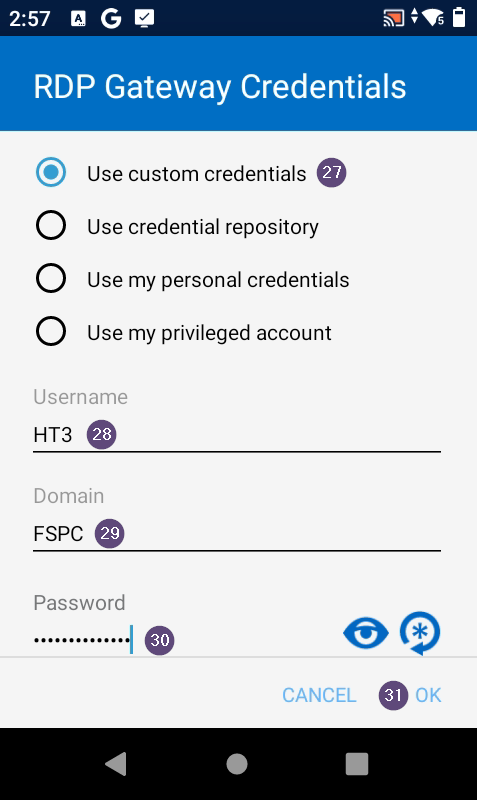 2:57 A G 5
RDP Gateway Credentials
Use custom credentials 27
Use credential repository
Use my personal credentials
Use my privileged account
Username
HT3 28
Domain
FSPC 29
Password
•••••••••••••• 30
CANCEL 31 OK